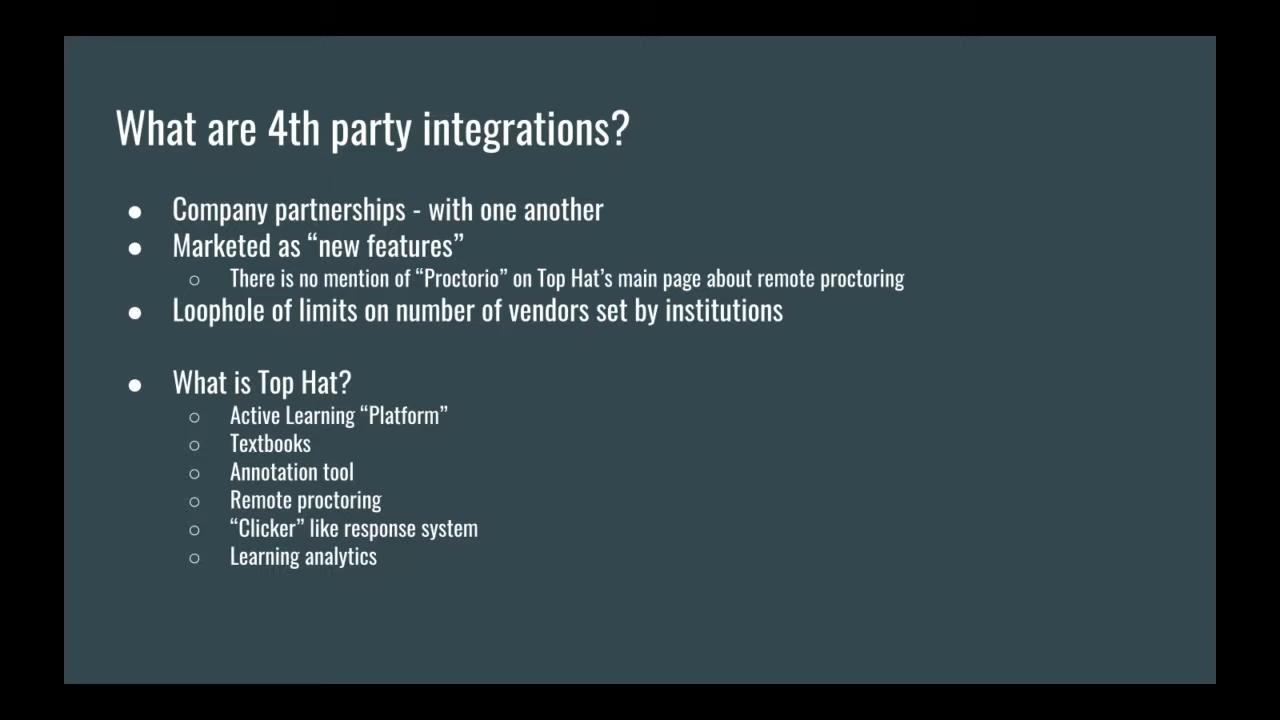 What are 4th party integrations?
● Company partnerships - with one another
● Marketed as “new features”
○ There is no mention of “Proctorio” on Top Hat’s main page about remote proctoring
● Loophole of limits on number of vendors set by institutions
● What is Top Hat?
○ Active Learning “Platform”
○ Textbooks
○ Annotation tool
○ Remote proctoring
○ “Clicker” like response system
○ Learning analytics